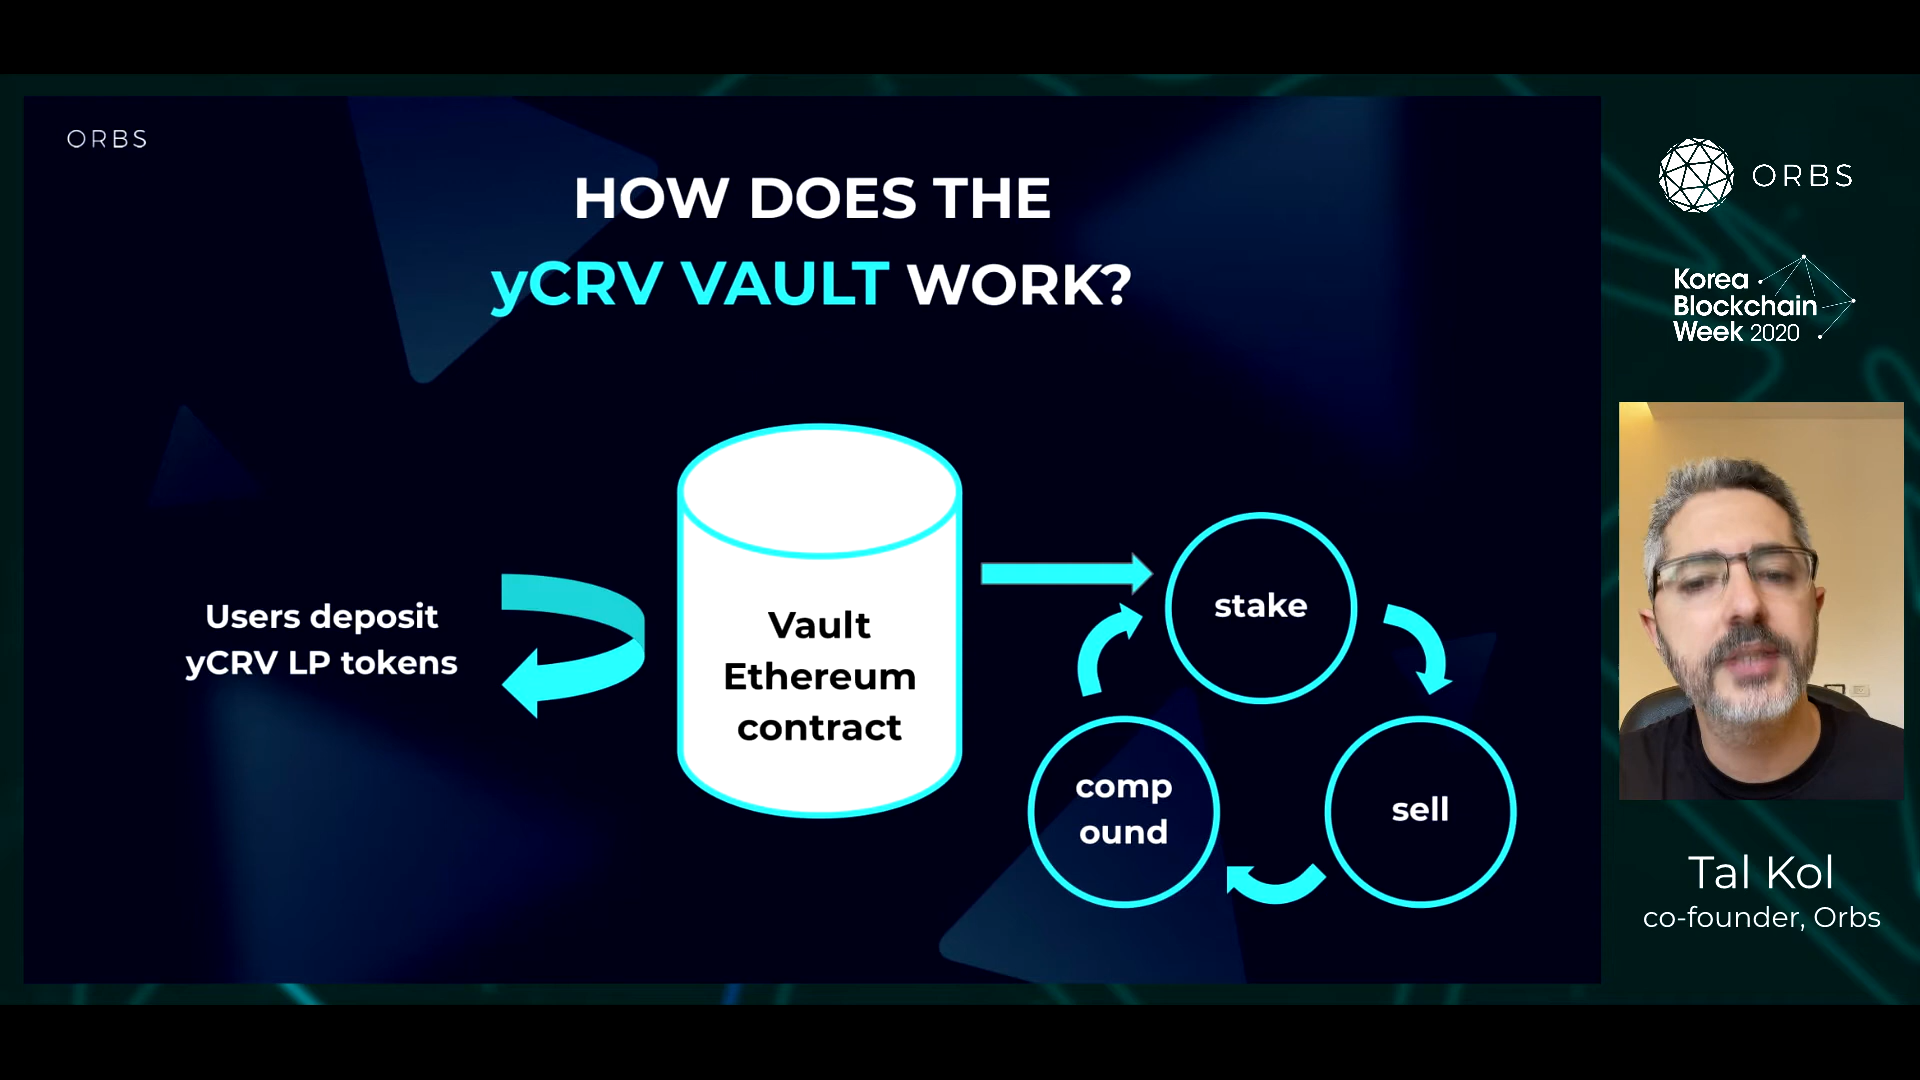 ORBS
HOW DOES THE
yCRV VAULT WORK?
Users deposit
yCRV LP tokens
Vault
Ethereum
contract
stake
sell
comp
ound
ORBS
Korea
Blockchain
Week 2020
Tal Kol
co-founder, Orbs